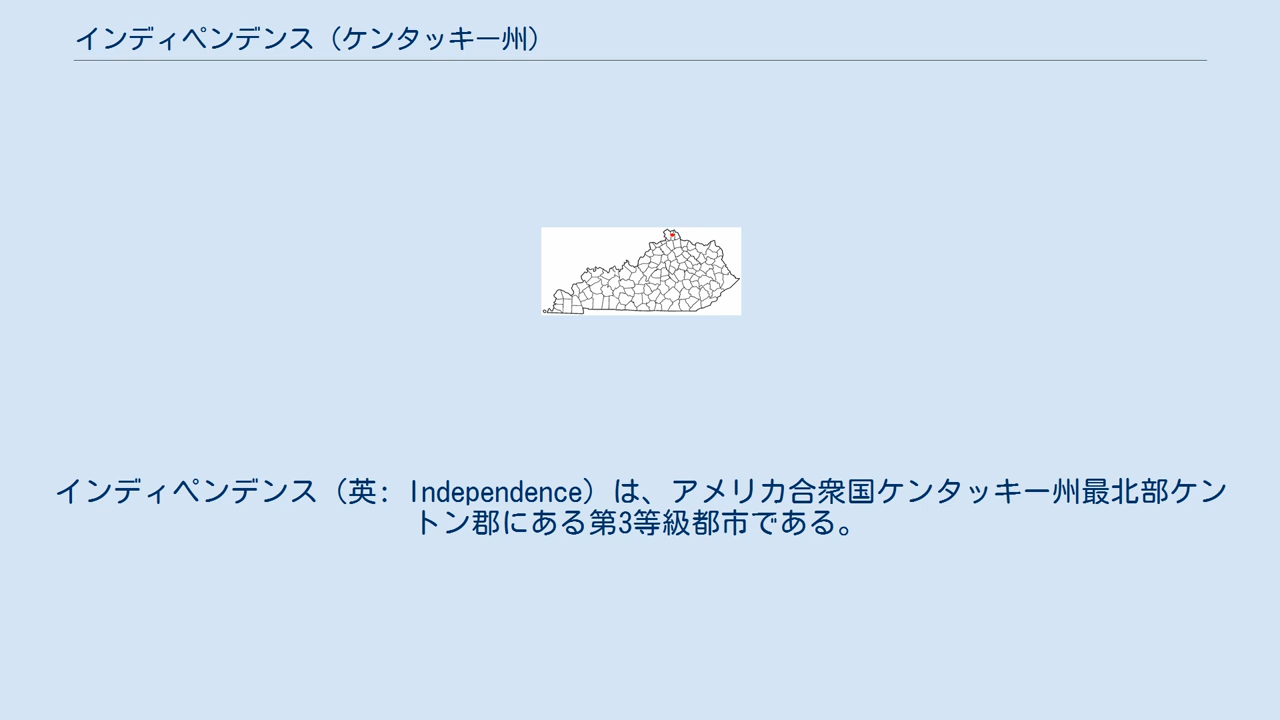 インディペンデンス（ケンタッキー州）
インディペンデンス（英: Independence）は、アメリカ合衆国ケンタッキー州最北部ケン
トン郡にある第3等級都市である。